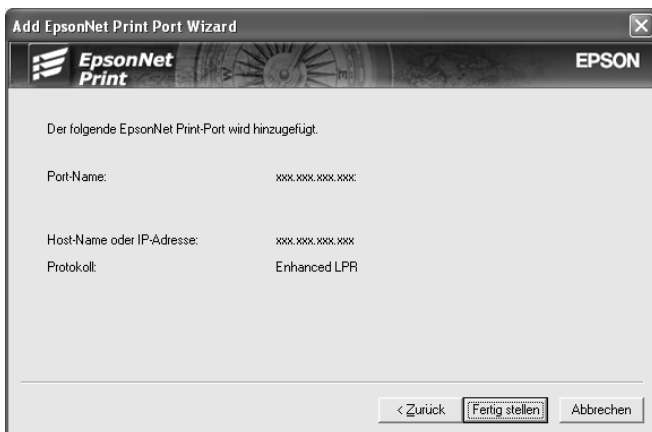 Add EpsonNet Print Port Wizard
EpsonNet
Print
EPSON
Der folgende EpsonNet Print-Port wird hinzugefügt.
Port-Name: xxx.xxx.xxx.xxx:
Host-Name oder IP-Adresse: xxx.xxx.xxx.xxx
Protokoll: Enhanced LPR
< Zurück Fertig stellen Abbrechen